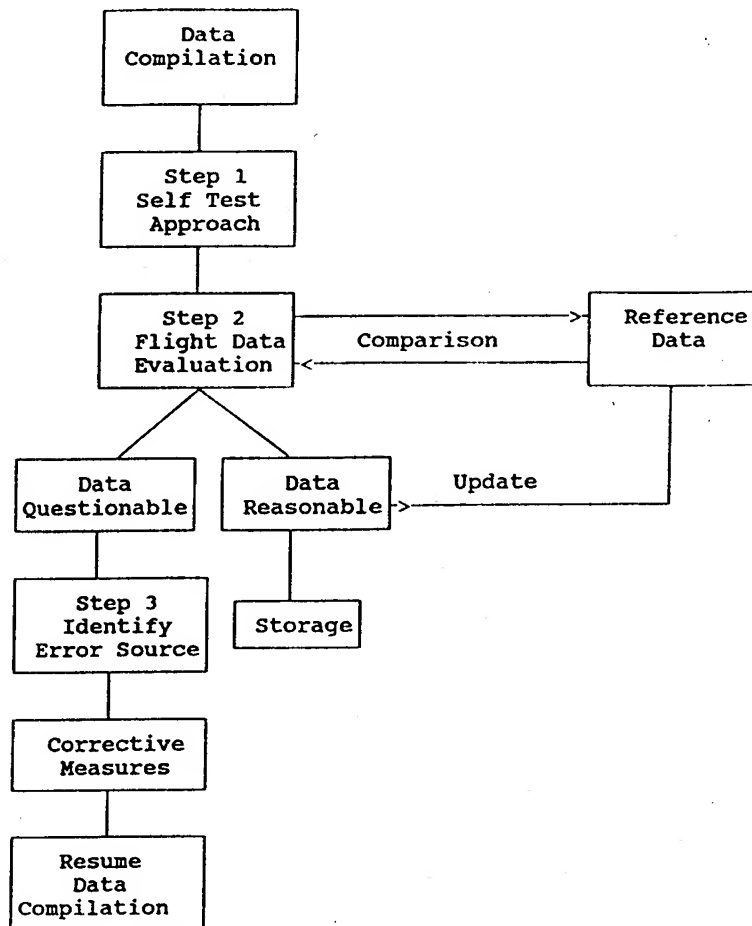 Data
Compilation
Step 1
Self Test
Approach
Step 2
Flight Data
Evaluation
Comparison
Reference
Data
Data
Questionable
Data
Reasonable
Update
Step 3
Identify
Error Source
Storage
Corrective
Measures
Resume
Data
Compilation